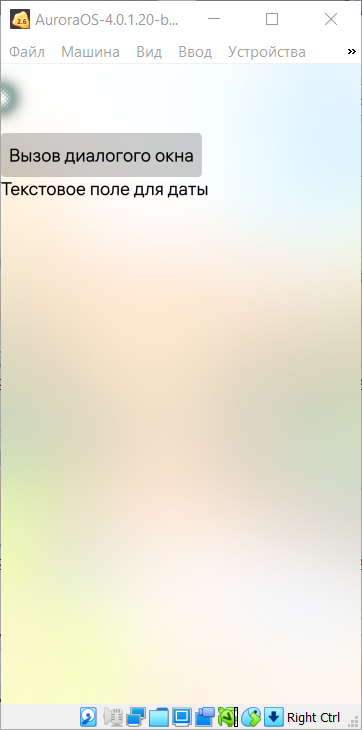 AuroraOS-4.0.1.20-b...
Файл Машина Вид Ввод Устройства »
Вызов диалогого окна
Текстовое поле для даты
Right Ctrl